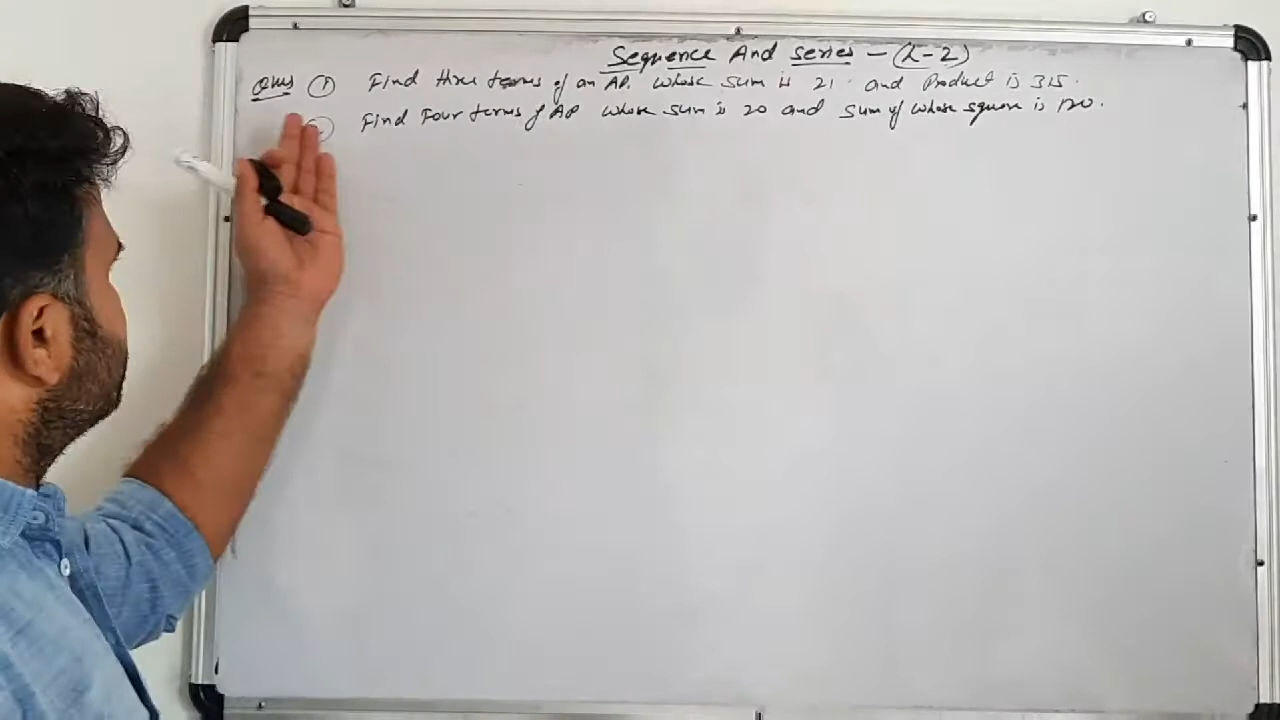 Sequence And series - (L-2)
Ques ① Find three terms of an AP. whose sum is 21. and Product is 315.
Find Four terms of AP whose sum is 20 and sum of whose square is 120.